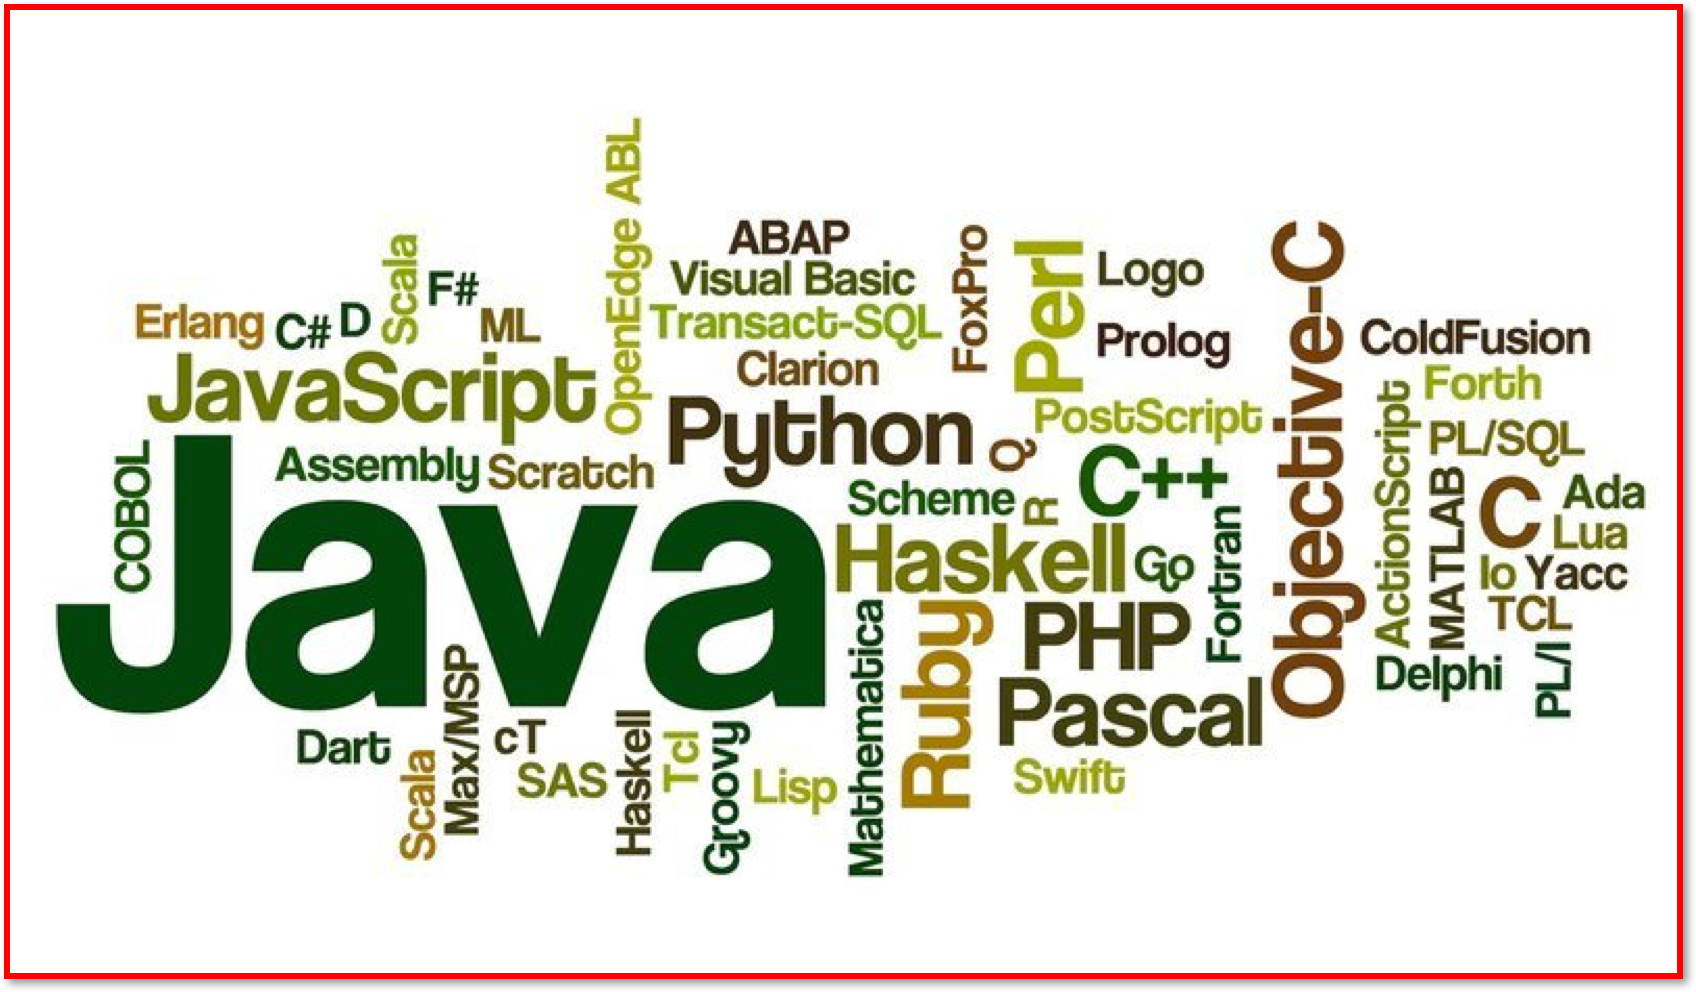 OpenEdge ABL
ABAP
Visual Basic
Transact-SQL
Clarion
FoxPro
Perl
Logo
Prolog
PostScript
Objective-C
ColdFusion
Forth
PL/SQL
ActionScript
MATLAB
C
Ada
Lua
Io
Yacc
TCL
Delphi
PL/I
Scala
F#
Erlang
C#
D
ML
JavaScript
Python
Q
C++
COBOL
Assembly
Scratch
Scheme
R
Java
Haskell
Go
Fortran
Mathematica
Ruby
PHP
Pascal
Swift
Dart
Scala
Max/MSP
cT
SAS
Haskell
Tcl
Groovy
Lisp